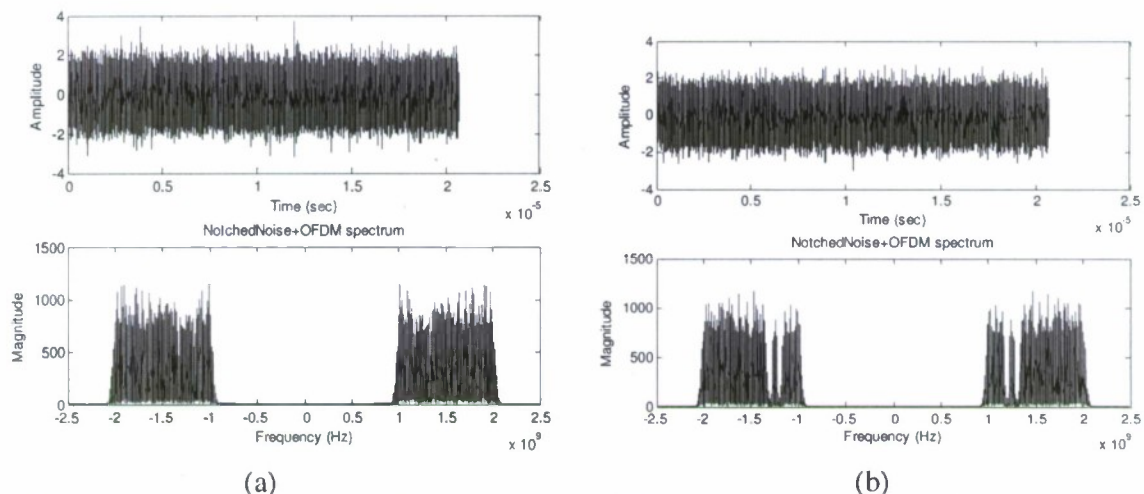 4
2
0
-2
-4
Amplitude
0 0.5 1 1.5 2 2.5
Time (sec)
x 10⁻⁵
NotchedNoise+OFDM spectrum
1500
1000
500
0
Magnitude
-2.5 -2 -1.5 -1 -0.5 0 0.5 1 1.5 2 2.5
Frequency (Hz)
x 10⁹
(a)
4
2
0
-2
-4
Amplitude
0 0.5 1 1.5 2 2.5
Time (sec)
x 10⁻⁵
NotchedNoise+OFDM spectrum
1500
1000
500
0
Magnitude
-2.5 -2 -1.5 -1 -0.5 0 0.5 1 1.5 2 2.5
Frequency (Hz)
x 10⁹
(b)